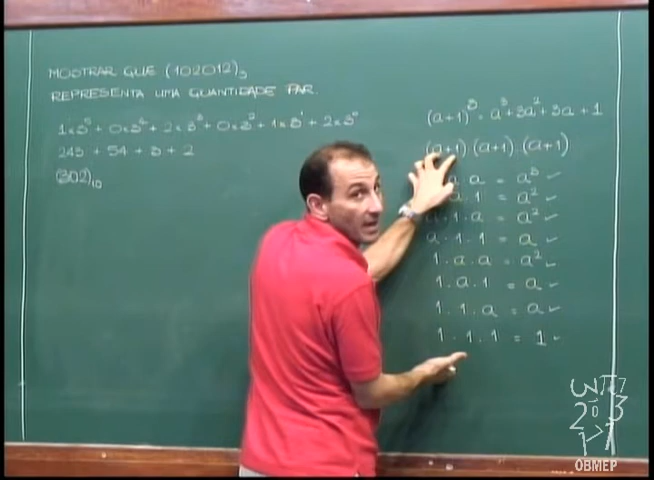 MOSTRAR QUE (102012)₃
REPRESENTA UMA QUANTIDADE PAR.
1×3⁵ + 0×3⁴ + 2×3³ + 0×3² + 1×3¹ + 2×3⁰
243 + 54 + 3 + 2
(302)₁₀
(a+1)³ = a³ + 3a² + 3a + 1
(a+1) · (a+1) · (a+1)
a · a = a³ ✓
a · 1 = a² ✓
a · 1 · a = a² ✓
a · 1 · 1 = a ✓
1 · a · a = a² ✓
1 · a · 1 = a ✓
1 · 1 · a = a ✓
1 · 1 · 1 = 1 ✓
OBMEP